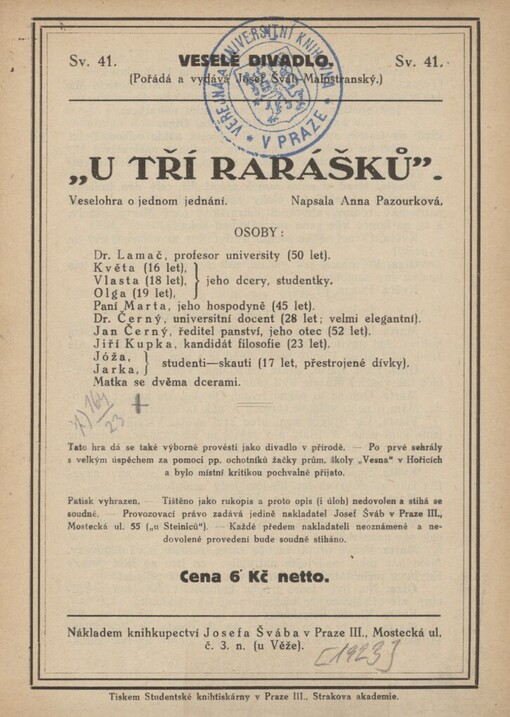 Sv. 41. VESELÉ DIVADLO. Sv. 41.
(Pořádá a vydává Josef Šváb-Malostranský.)
VEŘEJNÁ A UNIVERSITNÍ KNIHOVNA
* V PRAZE *
„U TŘÍ RARÁŠKŮ”.
Veselohra o jednom jednání. Napsala Anna Pazourková.
OSOBY:
Dr. Lamač, profesor university (50 let).
Květa (16 let),
Vlasta (18 let), jeho dcery, studentky.
Olga (19 let),
Paní Marta, jeho hospodyně (45 let).
Dr. Černý, universitní docent (28 let; velmi elegantní).
Jan Černý, ředitel panství, jeho otec (52 let).
Jiří Kupka, kandidát filosofie (23 let).
Jóža,
Jarka, studenti—skauti (17 let, přestrojené dívky).
Matka se dvěma dcerami.
164
23 +
Tato hra dá se také výborně provésti jako divadlo v přírodě. — Po prvé sehrály
s velkým úspěchem za pomoci pp. ochotníků žačky prům. školy „Vesna“ v Hořicích
a bylo místní kritikou pochvalně přijato.
Patisk vyhrazen. — Tištěno jako rukopis a proto opis (i úloh) nedovolen a stihá se
soudně. — Provozovací právo zadává jedině nakladatel Josef Šváb v Praze III.,
Mostecká ul. 55 („u Steiniců“). — Každé předem nakladateli neoznámené a ne-
dovolené provedení bude soudně stíháno.
Cena 6 Kč netto.
Nákladem knihkupectví Josefa Švába v Praze III., Mostecká ul.
č. 3. n. (u Věže).
[1923]
Tiskem Studentské knihtiskárny v Praze III., Strakova akademie.